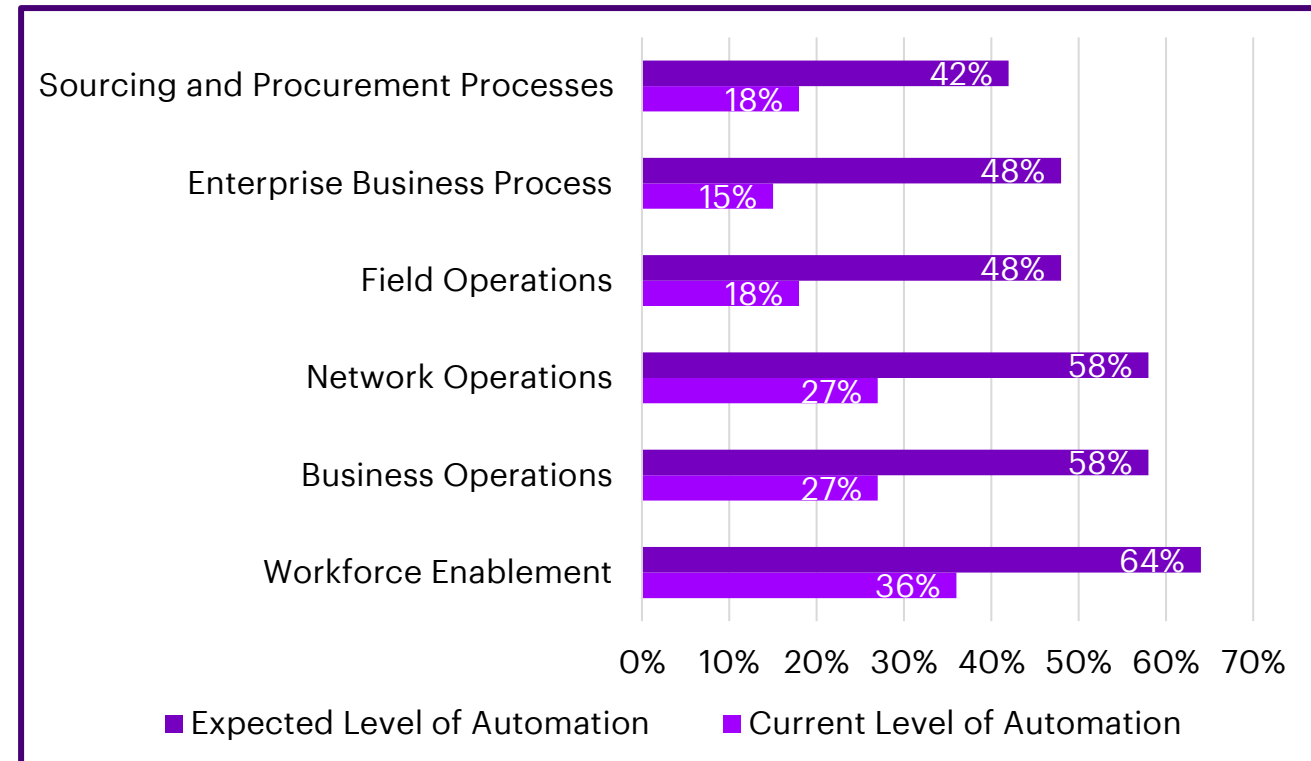 Sourcing and Procurement Processes
42%
18%
Enterprise Business Process
48%
15%
Field Operations
48%
18%
Network Operations
58%
27%
Business Operations
58%
27%
Workforce Enablement
64%
36%
0% 10% 20% 30% 40% 50% 60% 70%
Expected Level of Automation Current Level of Automation